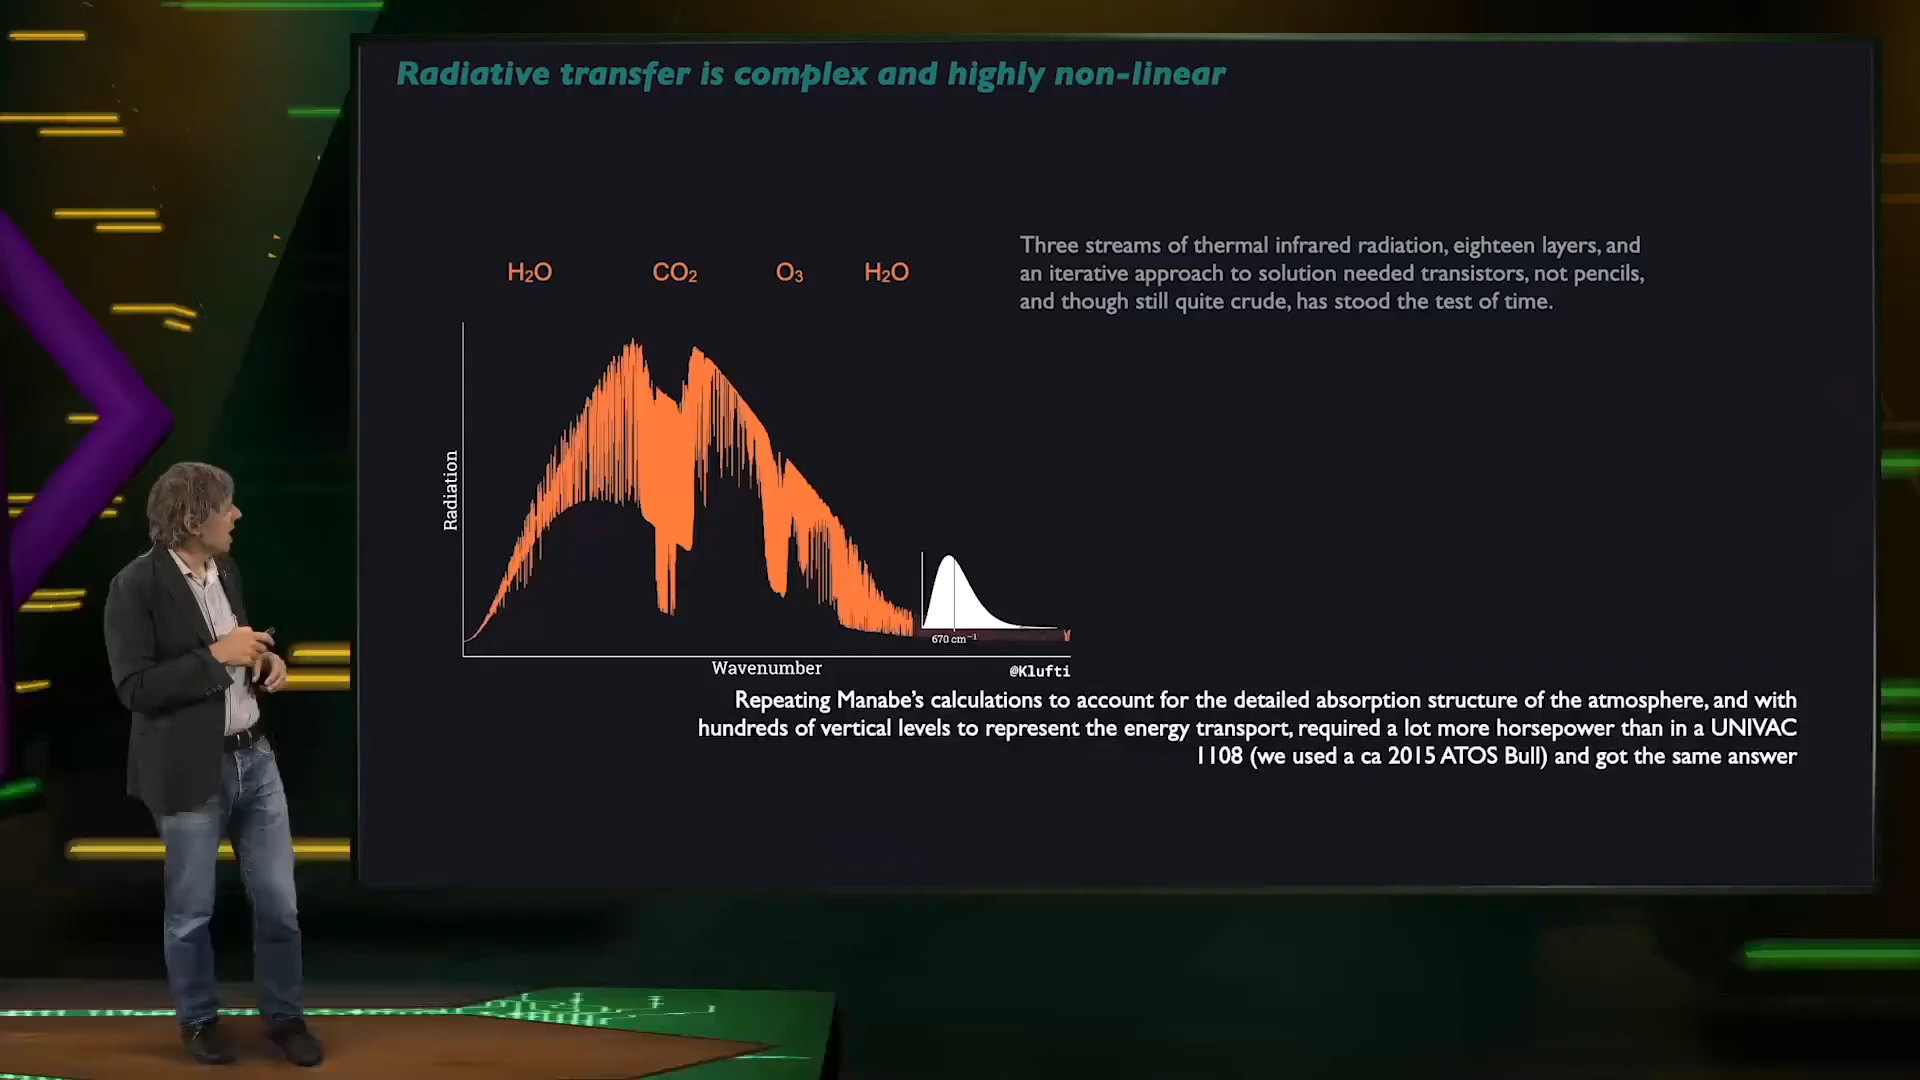 Radiative transfer is complex and highly non-linear
Three streams of thermal infrared radiation, eighteen layers, and
an iterative approach to solution needed transistors, not pencils,
and though still quite crude, has stood the test of time.
H₂O CO₂ O₃ H₂O
Radiation
670 cm⁻¹
Wavenumber
@Klufti
Repeating Manabe's calculations to account for the detailed absorption structure of the atmosphere, and with
hundreds of vertical levels to represent the energy transport, required a lot more horsepower than in a UNIVAC
1108 (we used a ca 2015 ATOS Bull) and got the same answer